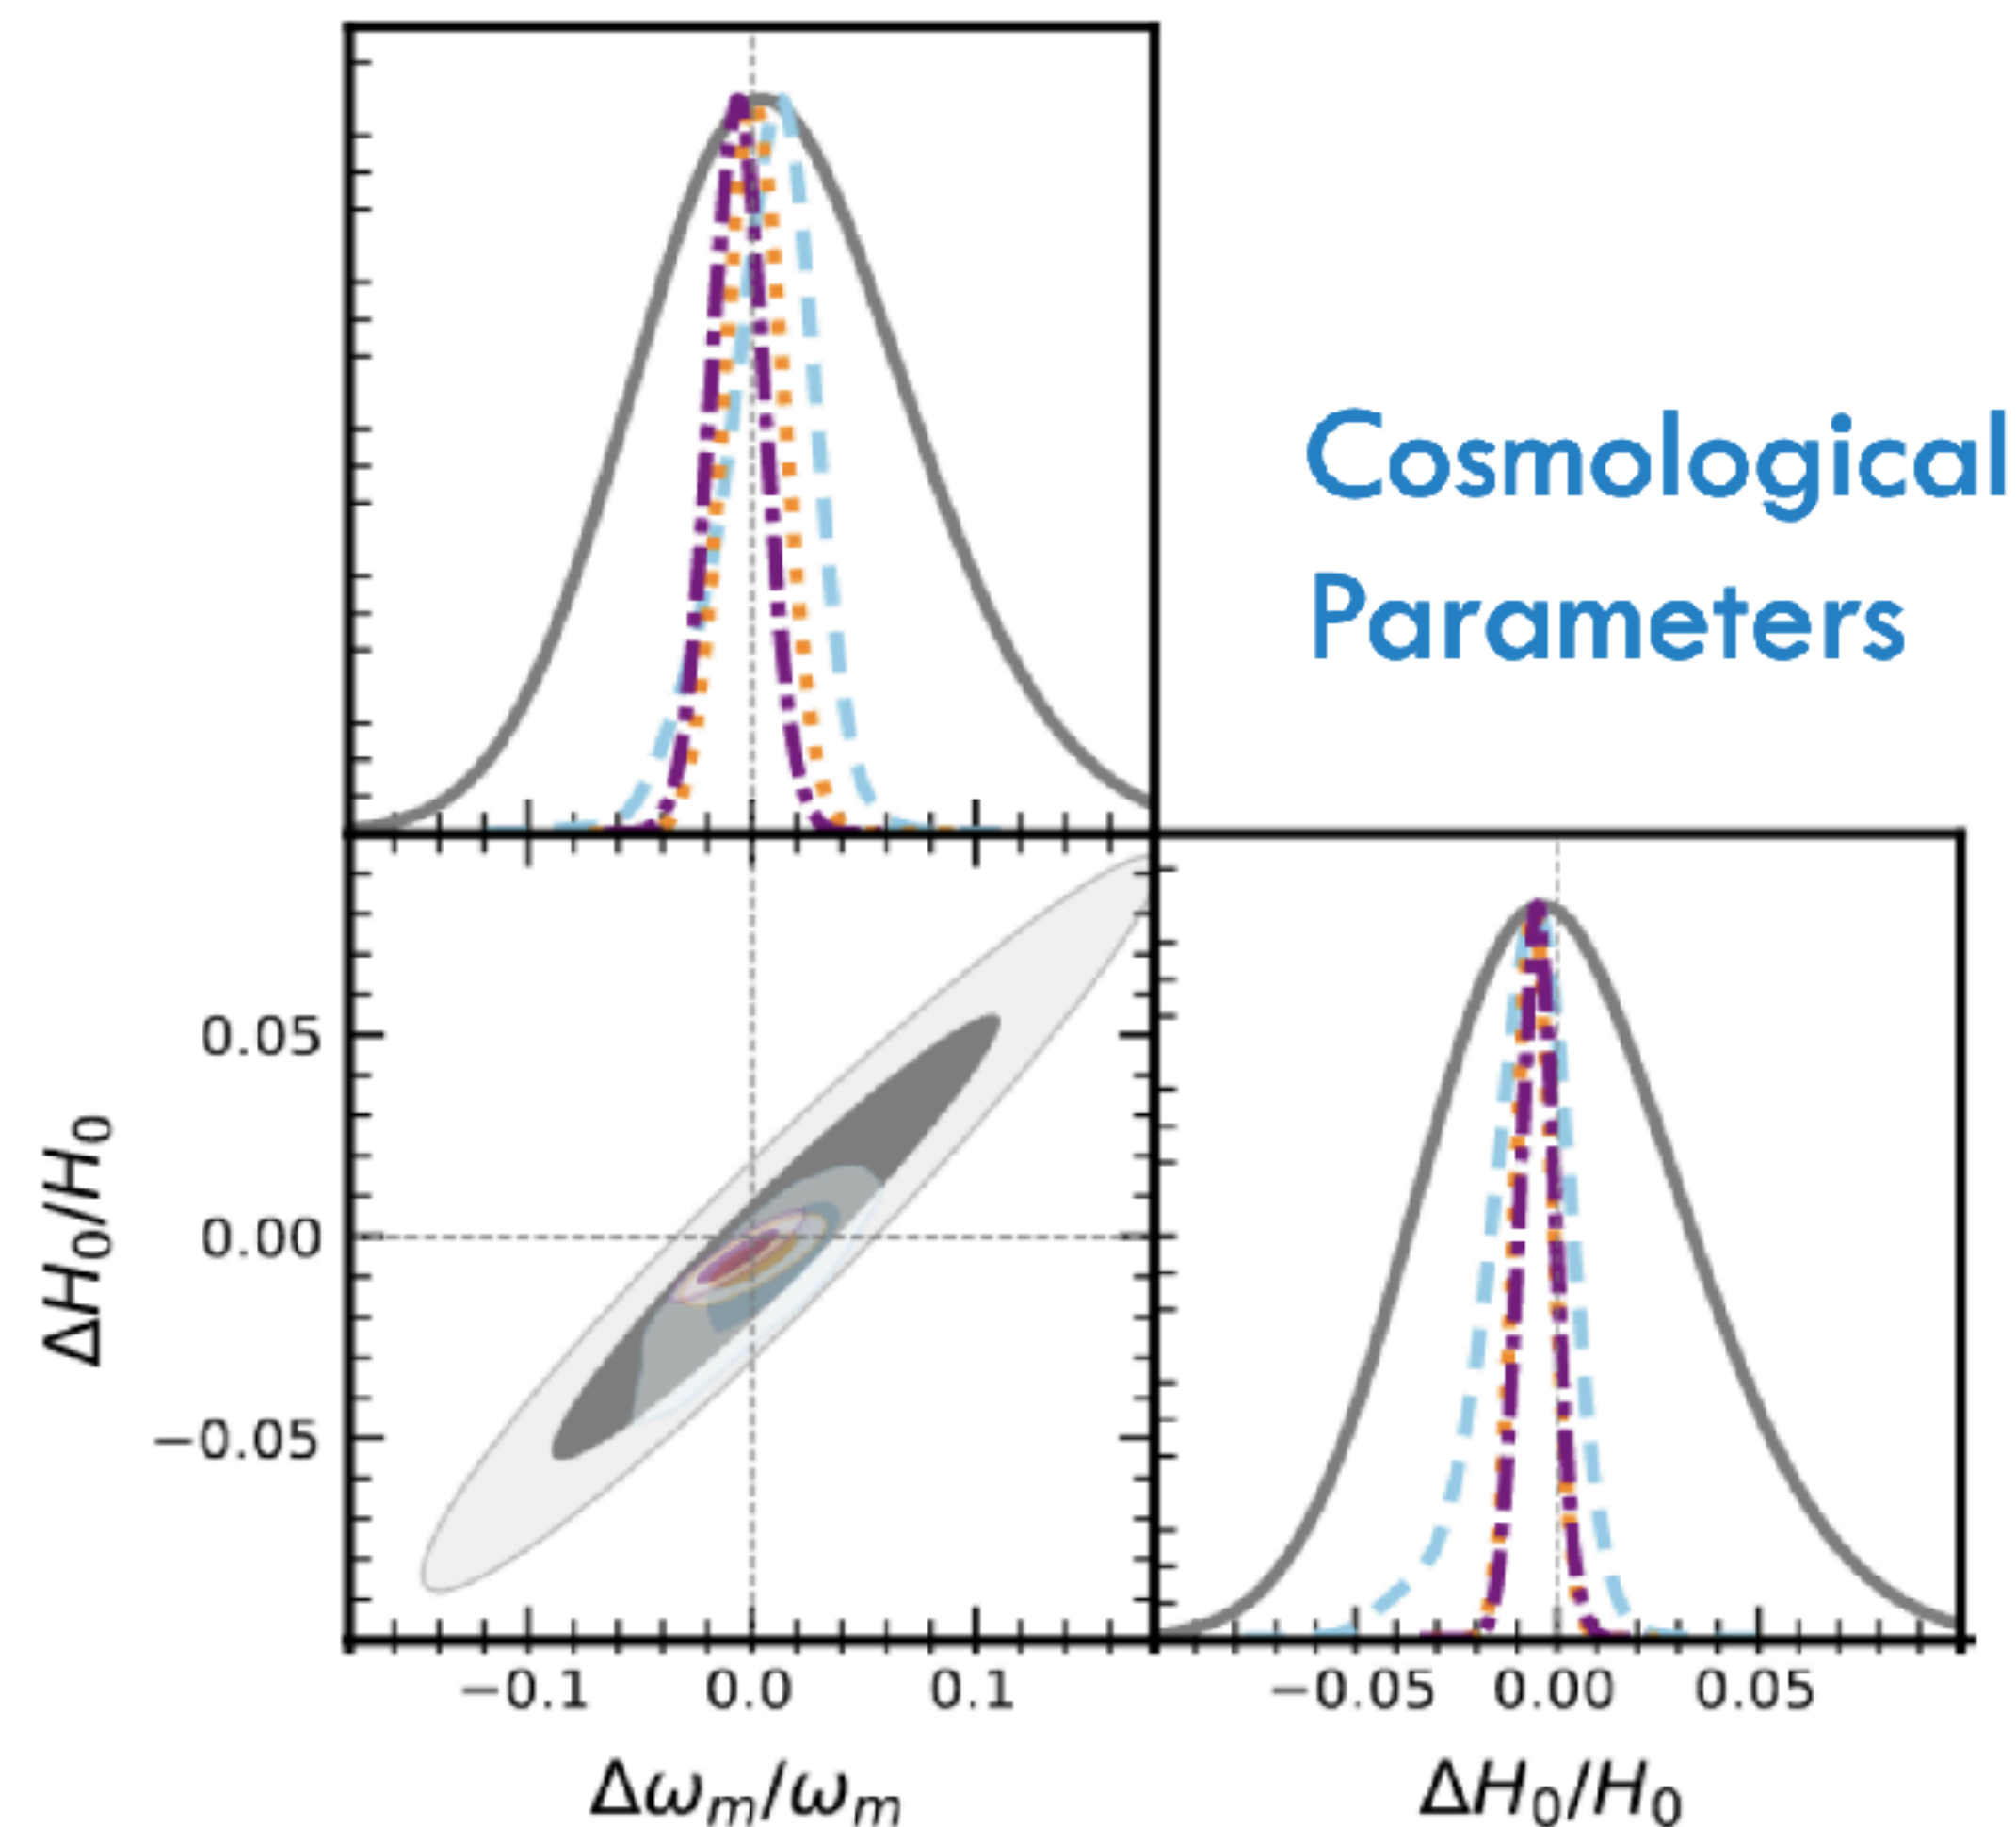 Cosmological
Parameters
ΔH₀/H₀
0.05
0.00
−0.05
−0.1 0.0 0.1
−0.05 0.00 0.05
Δωₘ/ωₘ
ΔH₀/H₀